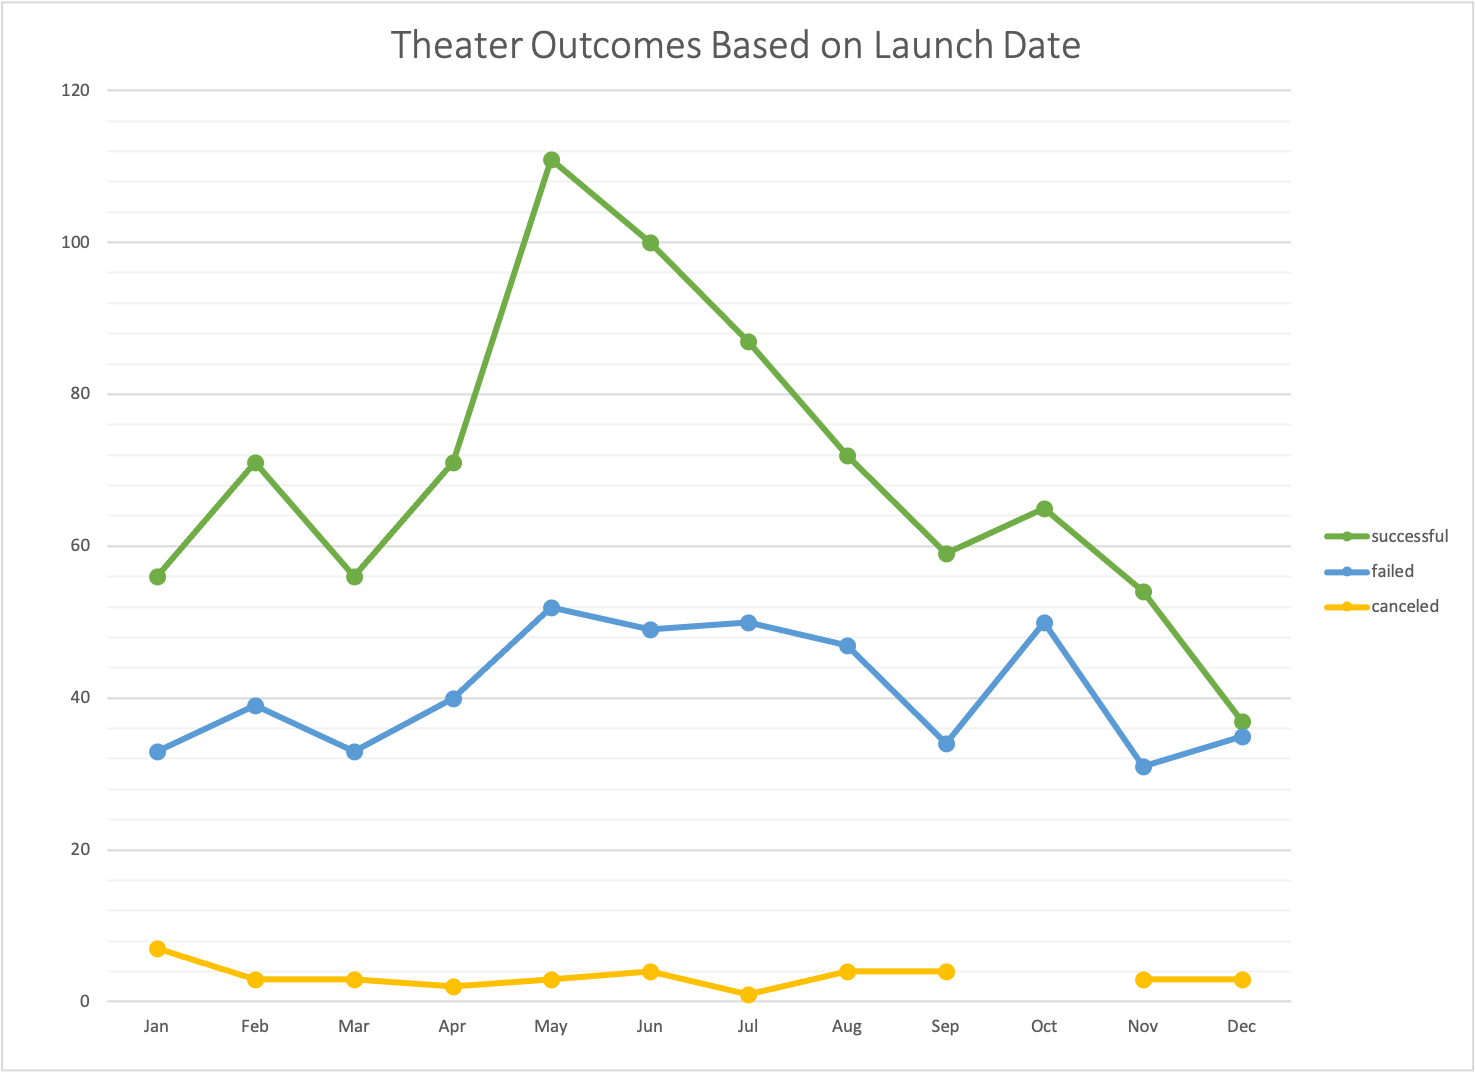 Theater Outcomes Based on Launch Date
120
100
80
60
40
20
0
Jan Feb Mar Apr May Jun Jul Aug Sep Oct Nov Dec
successful
failed
canceled